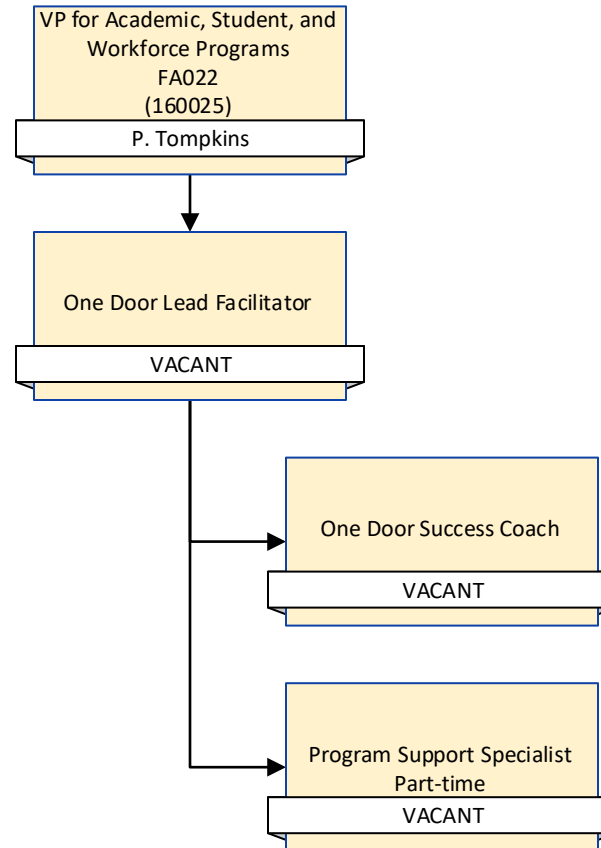 VP for Academic, Student, and
Workforce Programs
FA022
(160025)
P. Tompkins
One Door Lead Facilitator
VACANT
One Door Success Coach
VACANT
Program Support Specialist
Part-time
VACANT